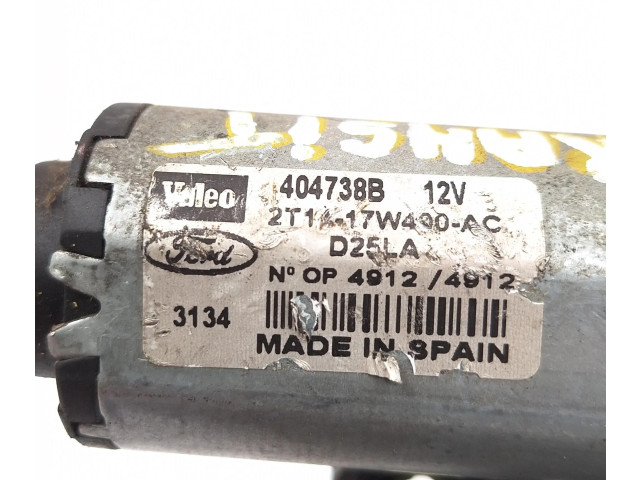 Valeo 404738B 12V
2T14-17W400-AC
Ford D25LA
Nº OP 4912 /4912
3134
MADE IN SPAIN